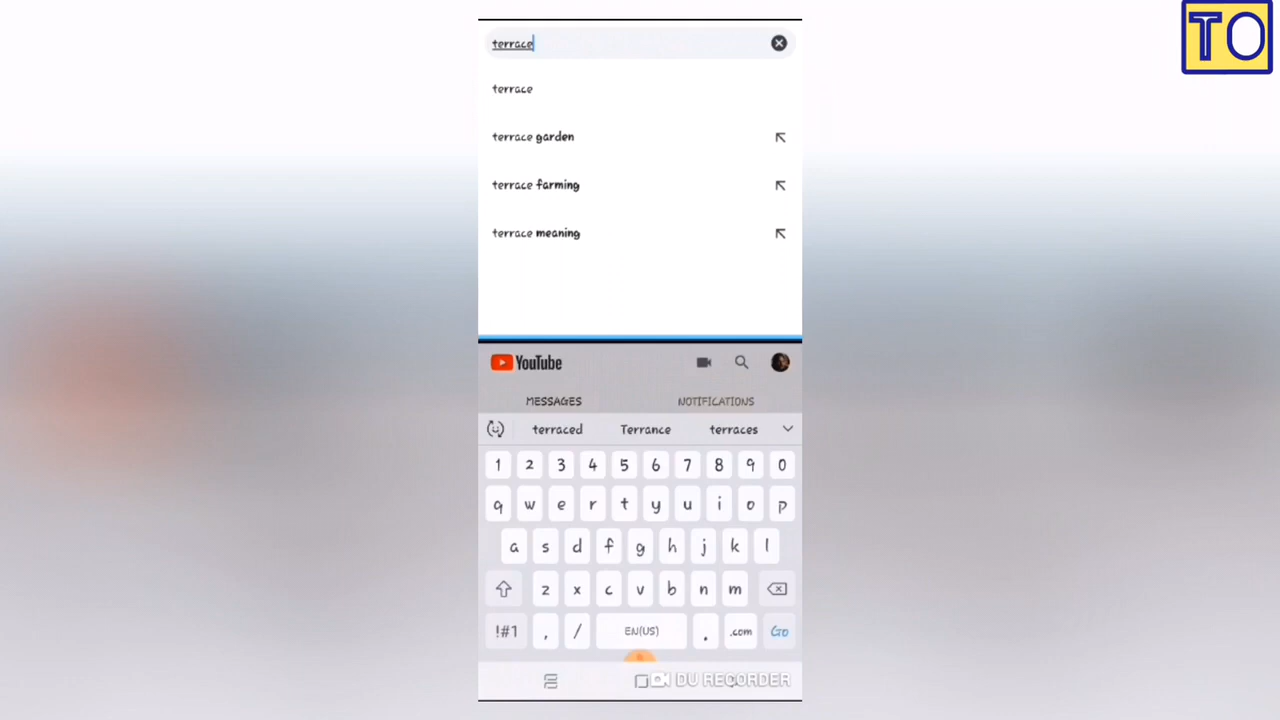 TO
terrace
terrace
terrace garden
terrace farming
terrace meaning
YouTube
MESSAGES NOTIFICATIONS
terraced Terrance terraces
1 2 3 4 5 6 7 8 9 0
q w e r t y u i o p
a s d f g h j k l
z x c v b n m
!#1 , / EN(US) . .com Go
DU RECORDER